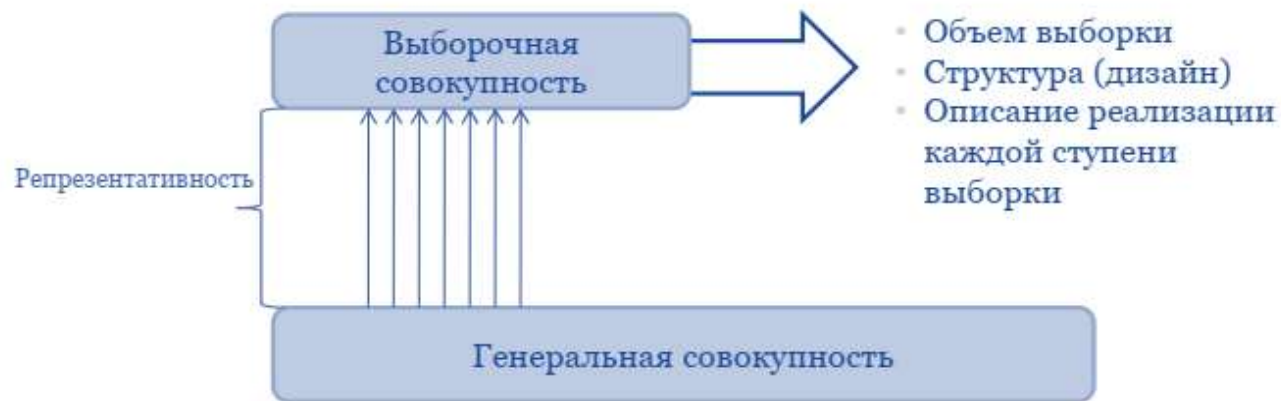 Выборочная
совокупность
• Объем выборки
• Структура (дизайн)
• Описание реализации
каждой ступени
выборки
Репрезентативность
Генеральная совокупность